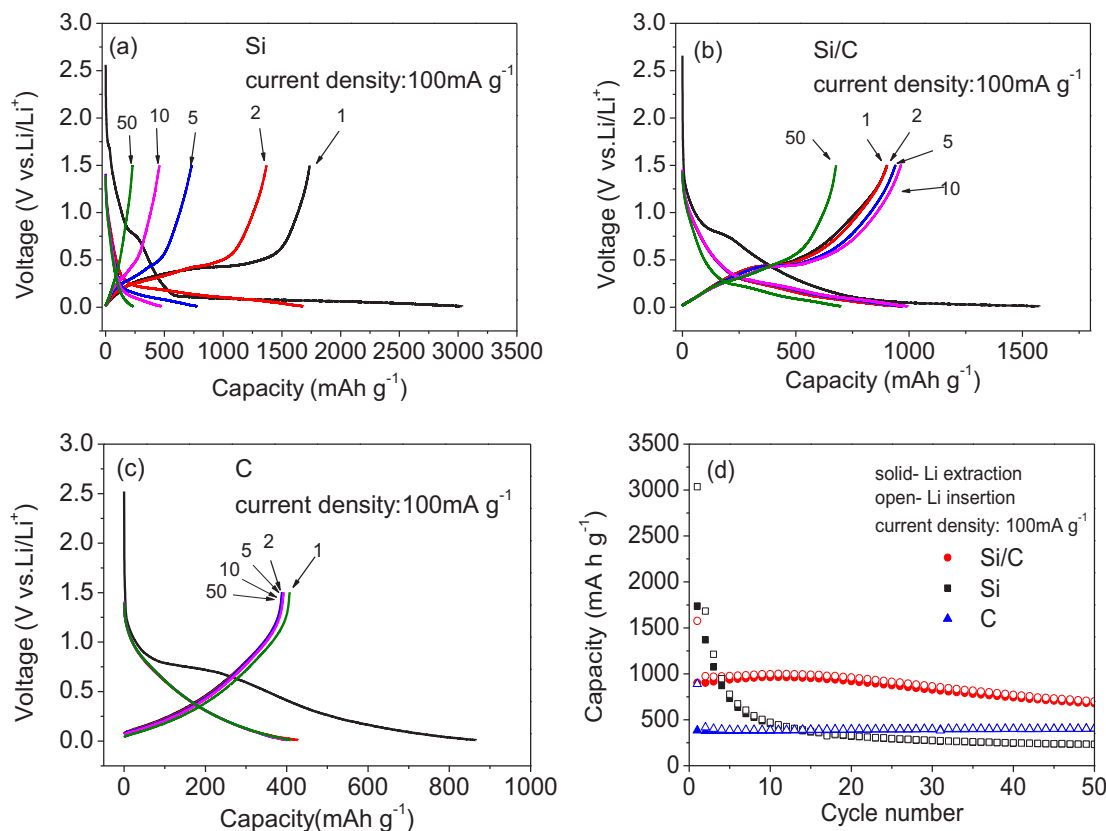 (a)
Si
current density:100mA g⁻¹
50
10
5
2
1
3.0
2.5
2.0
1.5
1.0
0.5
0.0
Voltage (V vs.Li/Li⁺)
0
500
1000
1500
2000
2500
3000
3500
Capacity (mAh g⁻¹)
(b)
Si/C
current density:100mA g⁻¹
50
1
2
5
10
3.0
2.5
2.0
1.5
1.0
0.5
0.0
Voltage (V vs.Li/Li⁺)
0
500
1000
1500
Capacity (mAh g⁻¹)
(c)
C
current density:100mA g⁻¹
50
10
5
2
1
3.0
2.5
2.0
1.5
1.0
0.5
0.0
Voltage (V vs.Li/Li⁺)
0
200
400
600
800
1000
Capacity(mAh g⁻¹)
(d)
solid- Li extraction
open- Li insertion
current density: 100mA g⁻¹
Si/C
Si
C
3500
3000
2500
2000
1500
1000
500
0
Capacity (mA h g⁻¹)
0
10
20
30
40
50
Cycle number